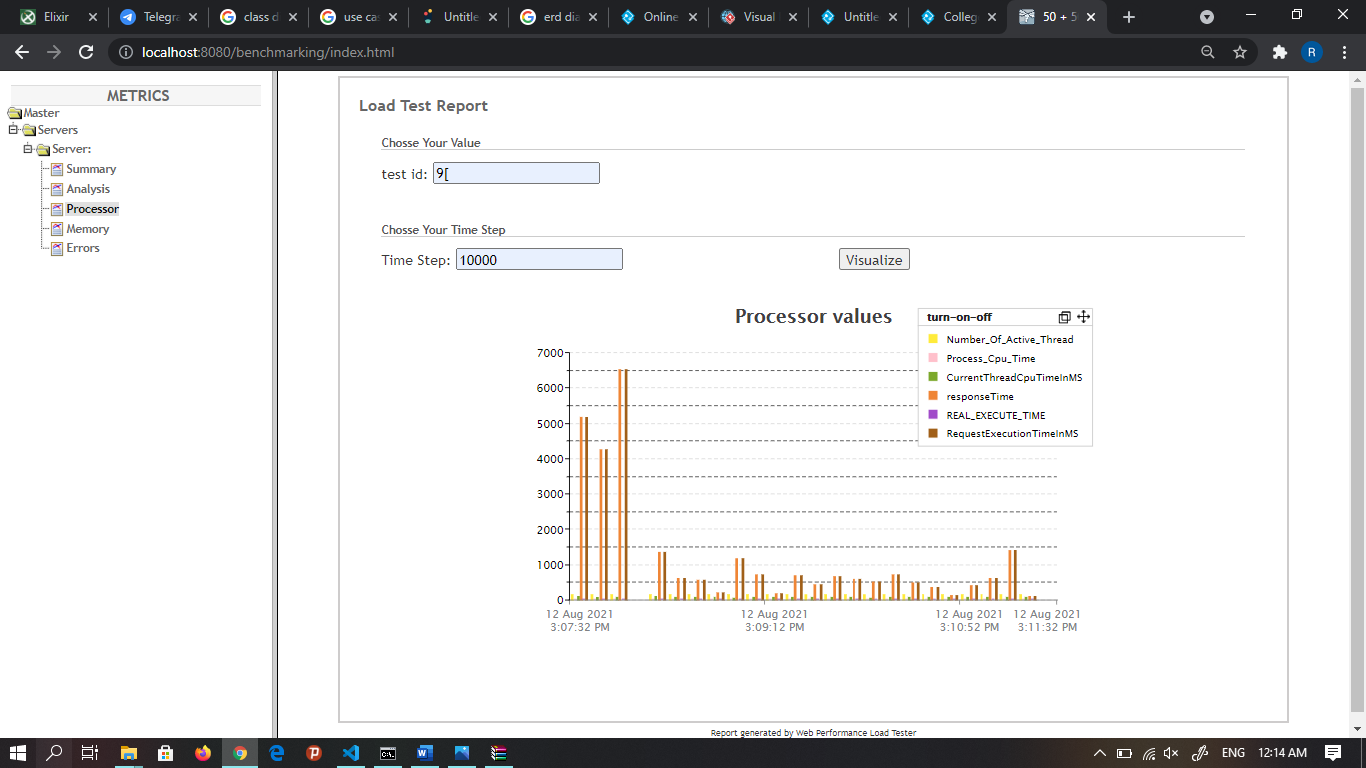 Elixir
Telegra
class d
use cas
Untitle
erd dia
Online
Visual
Untitle
Colleg
50 + 5
localhost:8080/benchmarking/index.html
R
METRICS
Master
Servers
Server:
Summary
Analysis
Processor
Memory
Errors
Load Test Report
Chose Your Value
test id: 9[
Chose Your Time Step
Time Step: 10000
Visualize
Processor values
turn-on-off
Number_Of_Active_Thread
Process_Cpu_Time
CurrentThreadCpuTimeInMS
responseTime
REAL_EXECUTE_TIME
RequestExecutionTimeInMS
7000
6000
5000
4000
3000
2000
1000
0
12 Aug 2021 12 Aug 2021 12 Aug 2021 12 Aug 2021
3:07:32 PM 3:09:12 PM 3:10:52 PM 3:11:32 PM
Report generated by Web Performance Load Tester
ENG 12:14 AM